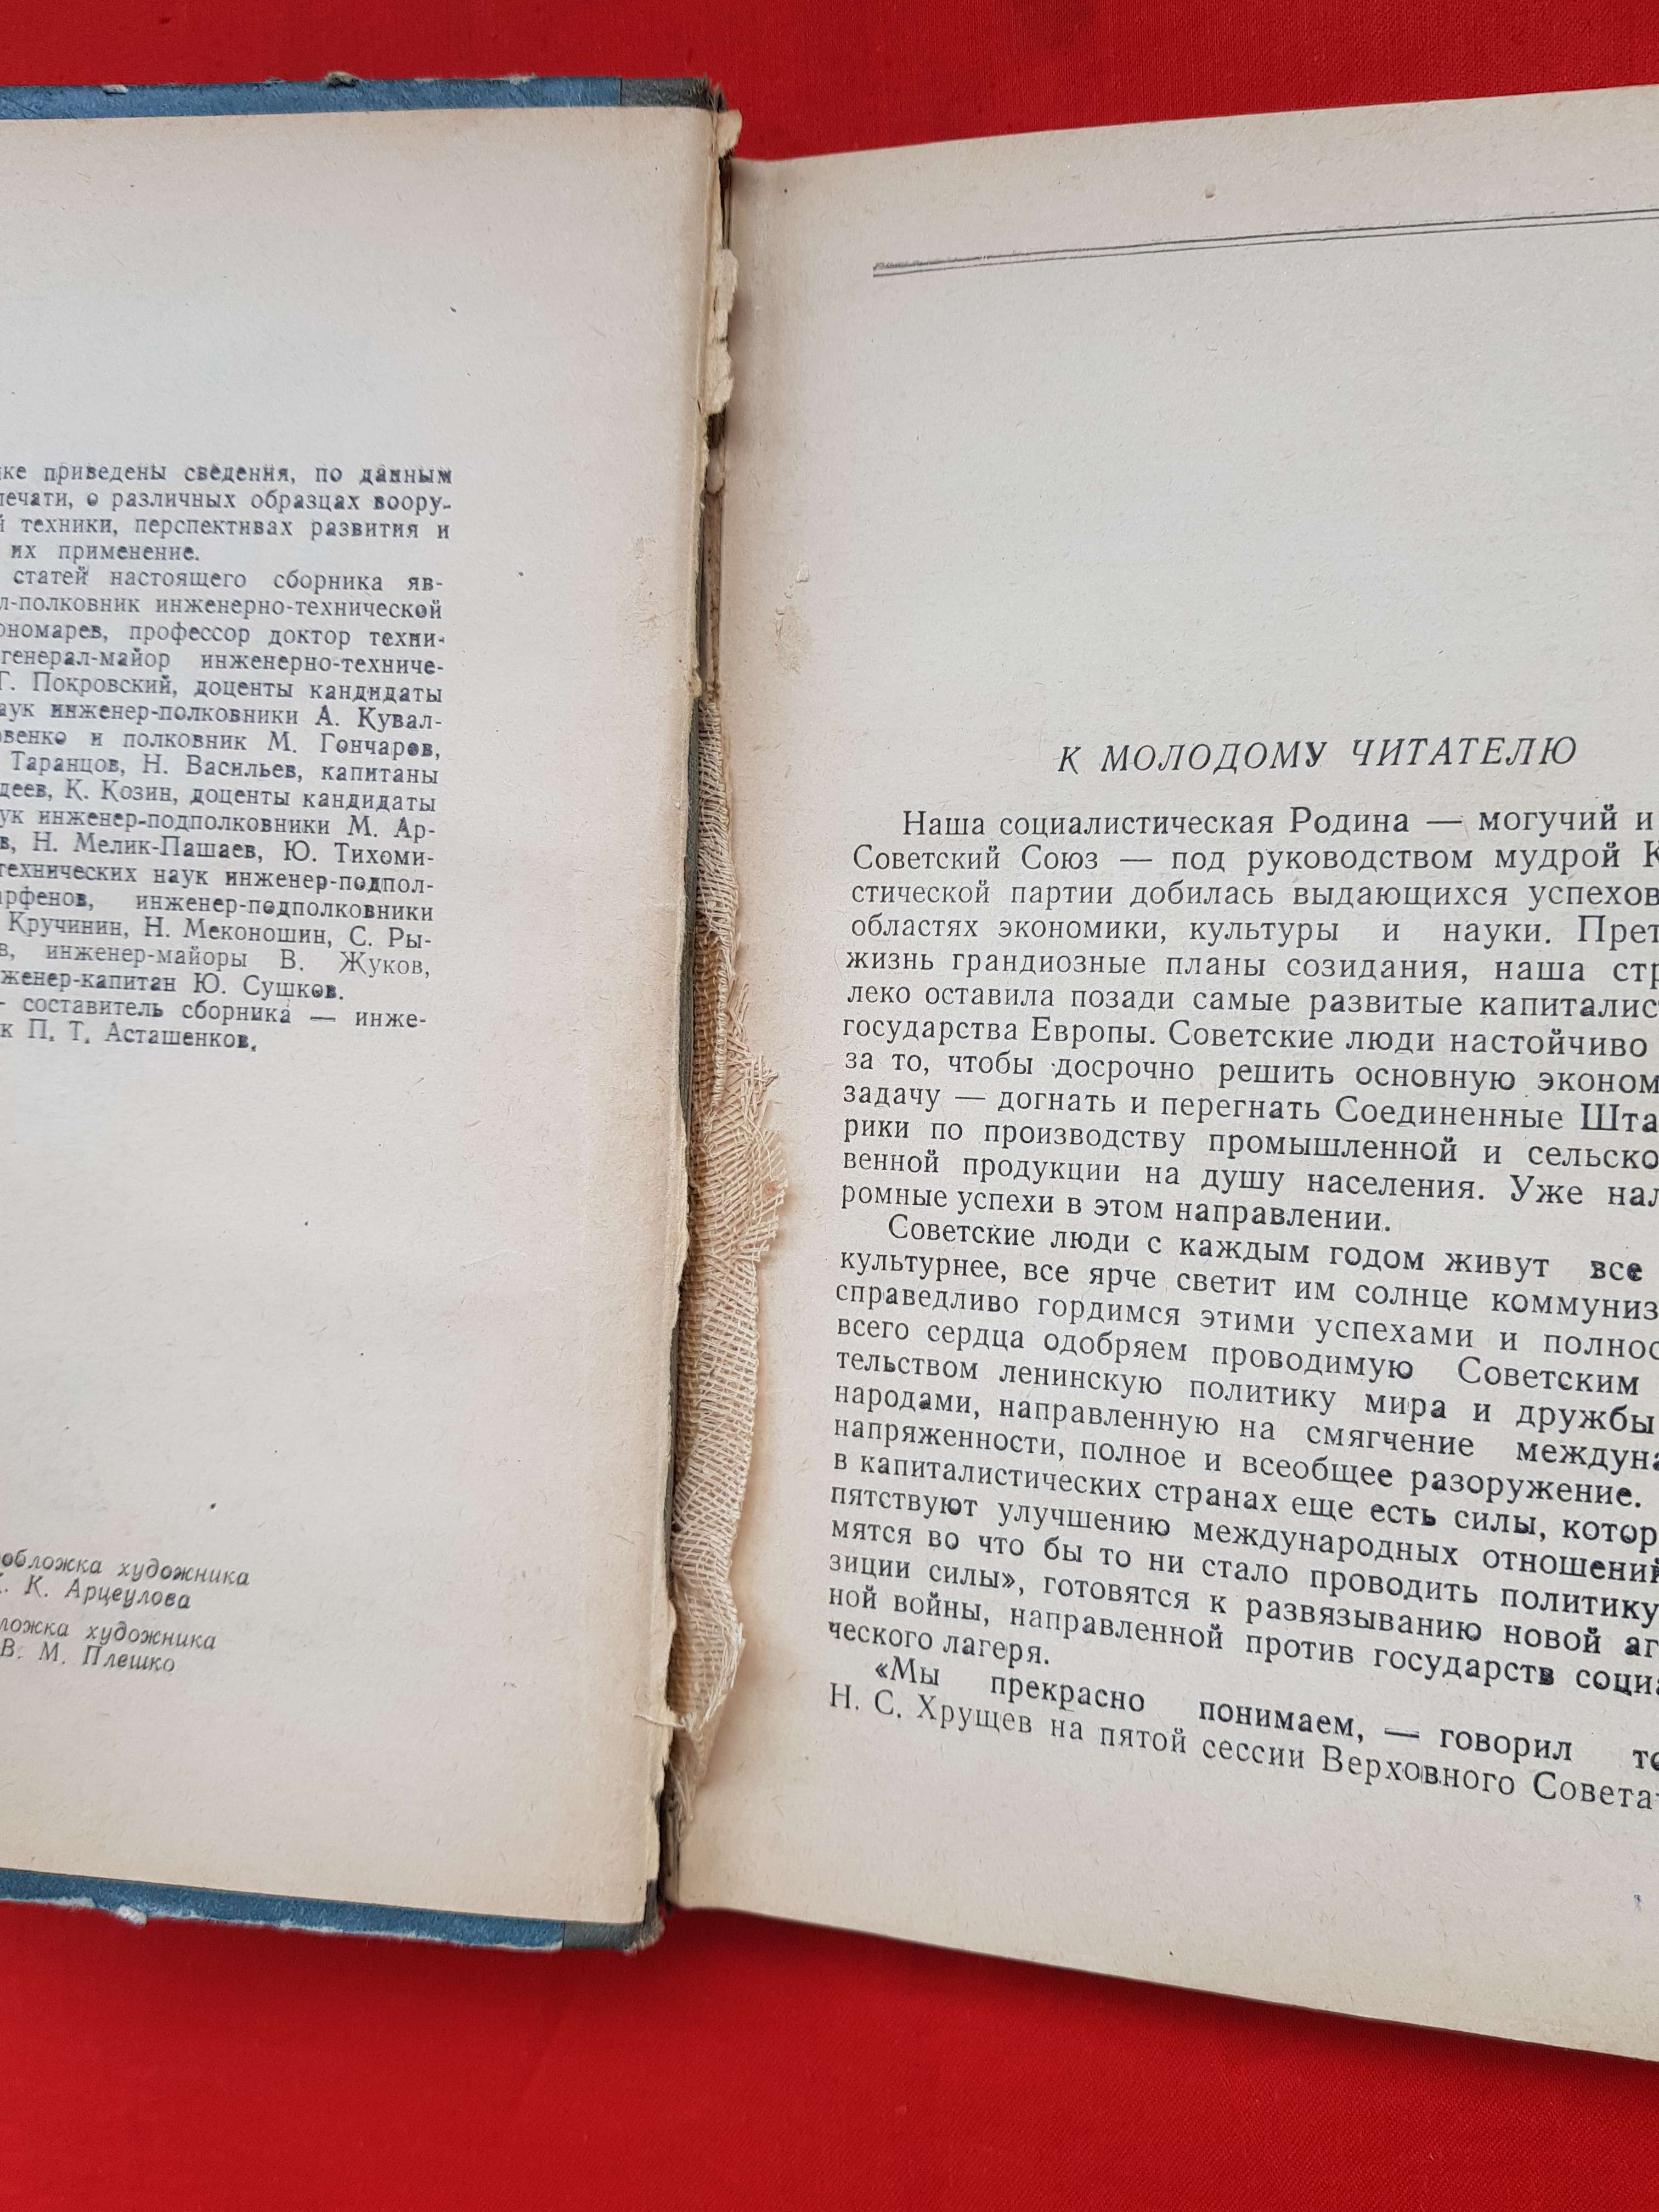 приведены сведения, по данным
печати, о различных образцах воору-
техники, перспективах развития и
их применение.
статей настоящего сборника яв-
л-полковник инженерно-технической
ономарев, профессор доктор техни-
генерал-майор инженерно-техниче-
Г. Покровский, доценты кандидаты
аук инженер-полковники А. Кувал-
овенко и полковник М. Гончаров,
Таранцов, Н. Васильев, капитаны
деев, К. Козин, доценты кандидаты
ук инженер-подполковники М. Ар-
в, Н. Мелик-Пашаев, Ю. Тихоми-
технических наук инженер-подпол-
арфенов, инженер-подполковники
Кручинин, Н. Меконошин, С. Ры-
в, инженер-майоры В. Жуков,
женер-капитан Ю. Сушков.
— составитель сборника — инже-
к П. Т. Асташенков.
обложка художника
К. Арцеулова
ложка художника
В. М. Плешко
К МОЛОДОМУ ЧИТАТЕЛЮ
Наша социалистическая Родина — могучий и
Советский Союз — под руководством мудрой К
стической партии добилась выдающихся успехов
областях экономики, культуры и науки. Прет
жизнь грандиозные планы созидания, наша стр
леко оставила позади самые развитые капиталис
государства Европы. Советские люди настойчиво
за то, чтобы досрочно решить основную эконом
задачу — догнать и перегнать Соединенные Шта
рики по производству промышленной и сельско
венной продукции на душу населения. Уже нал
ромные успехи в этом направлении.
Советские люди с каждым годом живут все
культурнее, все ярче светит им солнце коммуниз
справедливо гордимся этими успехами и полнос
всего сердца одобряем проводимую Советским
тельством ленинскую политику мира и дружбы
народами, направленную на смягчение междуна
напряженности, полное и всеобщее разоружение.
в капиталистических странах еще есть силы, котор
пятствуют улучшению международных отношений
мятся во что бы то ни стало проводить политику
зиции силы», готовятся к развязыванию новой аг
ной войны, направленной против государств социа
ческого лагеря.
«Мы прекрасно понимаем, — говорил то
Н. С. Хрущев на пятой сессии Верховного Совета